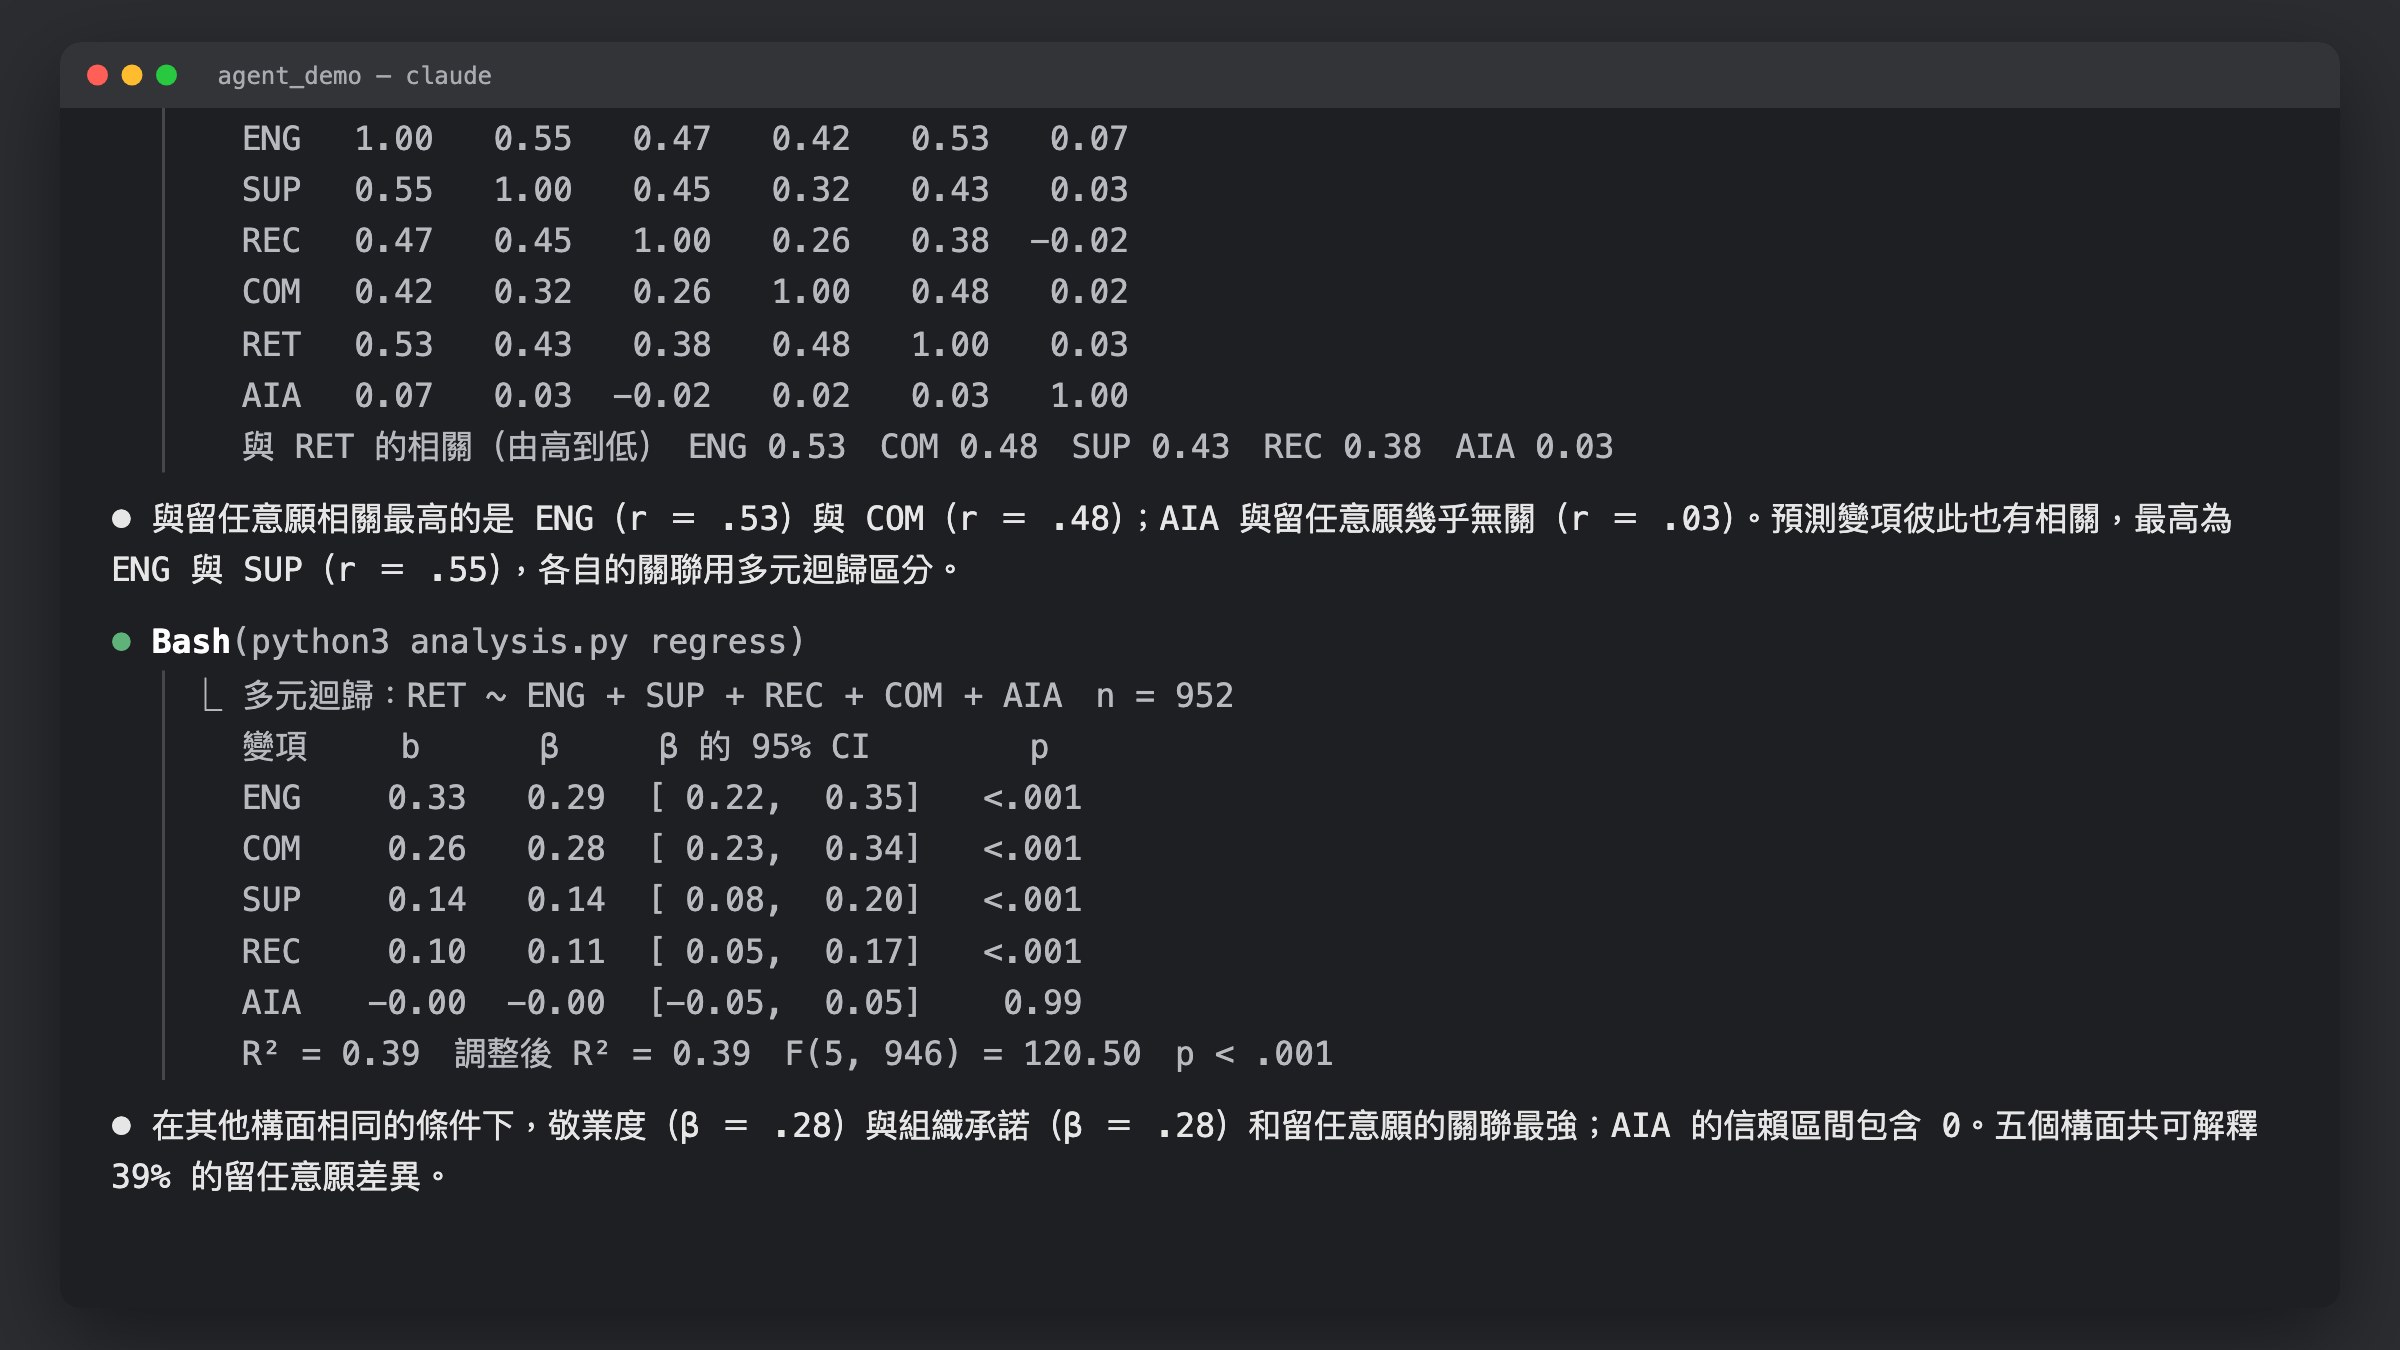 agent_demo — claude
ENG 1.00 0.55 0.47 0.42 0.53 0.07
SUP 0.55 1.00 0.45 0.32 0.43 0.03
REC 0.47 0.45 1.00 0.26 0.38 −0.02
COM 0.42 0.32 0.26 1.00 0.48 0.02
RET 0.53 0.43 0.38 0.48 1.00 0.03
AIA 0.07 0.03 −0.02 0.02 0.03 1.00
與 RET 的相關（由高到低） ENG 0.53 COM 0.48 SUP 0.43 REC 0.38 AIA 0.03
● 與留任意願相關最高的是 ENG（r = .53）與 COM（r = .48）；AIA 與留任意願幾乎無關（r = .03）。預測變項彼此也有相關，最高為
ENG 與 SUP（r = .55），各自的關聯用多元迴歸區分。
● Bash(python3 analysis.py regress)
⎿ 多元迴歸：RET ~ ENG + SUP + REC + COM + AIA n = 952
變項 b β β 的 95% CI p
ENG 0.33 0.29 [ 0.22, 0.35] <.001
COM 0.26 0.28 [ 0.23, 0.34] <.001
SUP 0.14 0.14 [ 0.08, 0.20] <.001
REC 0.10 0.11 [ 0.05, 0.17] <.001
AIA −0.00 −0.00 [−0.05, 0.05] 0.99
R² = 0.39 調整後 R² = 0.39 F(5, 946) = 120.50 p < .001
● 在其他構面相同的條件下，敬業度（β = .28）與組織承諾（β = .28）和留任意願的關聯最強；AIA 的信賴區間包含 0。五個構面共可解釋
39% 的留任意願差異。